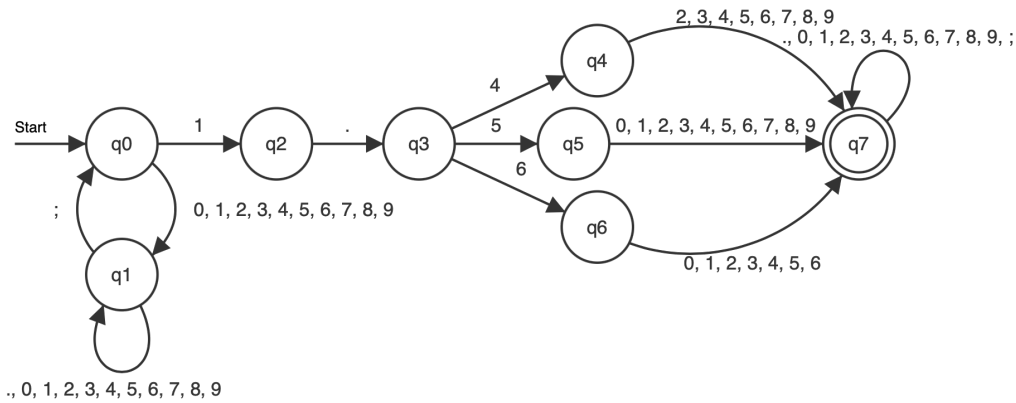 2, 3, 4, 5, 6, 7, 8, 9
., 0, 1, 2, 3, 4, 5, 6, 7, 8, 9, ;
q4
4
Start
q0
1
q2
.
q3
5
q5
0, 1, 2, 3, 4, 5, 6, 7, 8, 9
q7
6
;
0, 1, 2, 3, 4, 5, 6, 7, 8, 9
q6
0, 1, 2, 3, 4, 5, 6
q1
., 0, 1, 2, 3, 4, 5, 6, 7, 8, 9